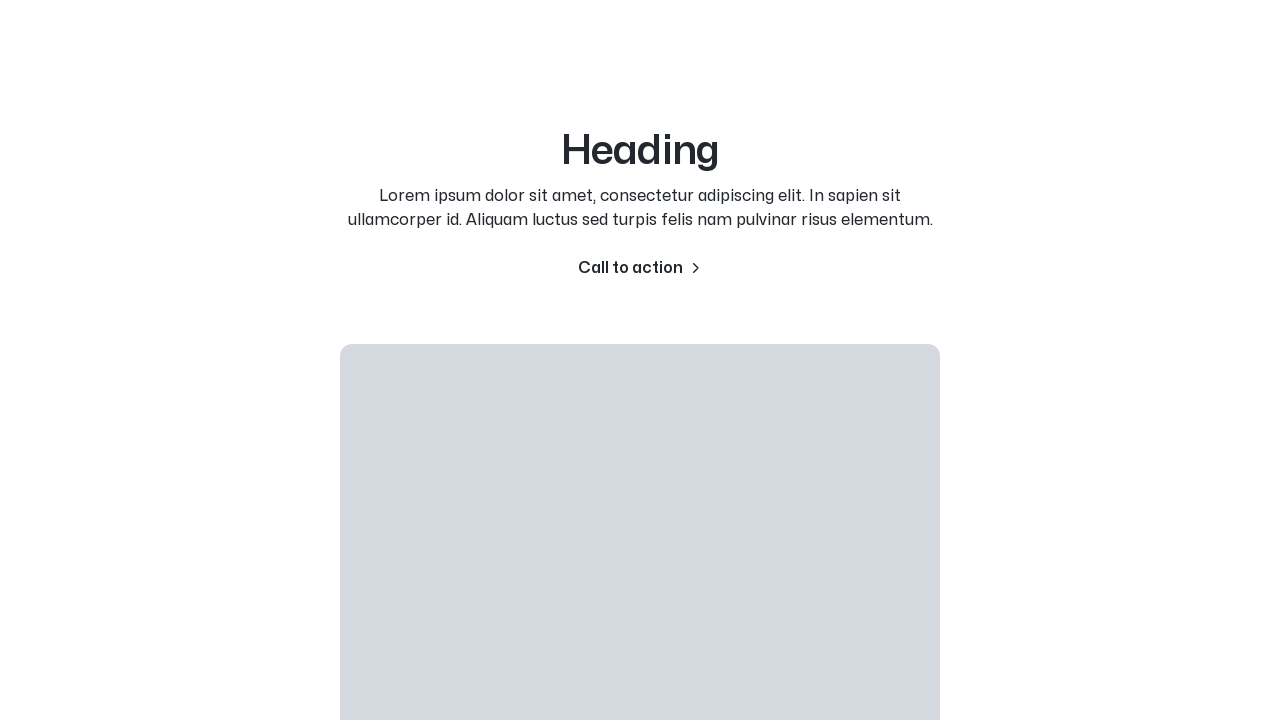 Heading
Lorem ipsum dolor sit amet, consectetur adipiscing elit. In sapien sit
ullamcorper id. Aliquam luctus sed turpis felis nam pulvinar risus elementum.
Call to action